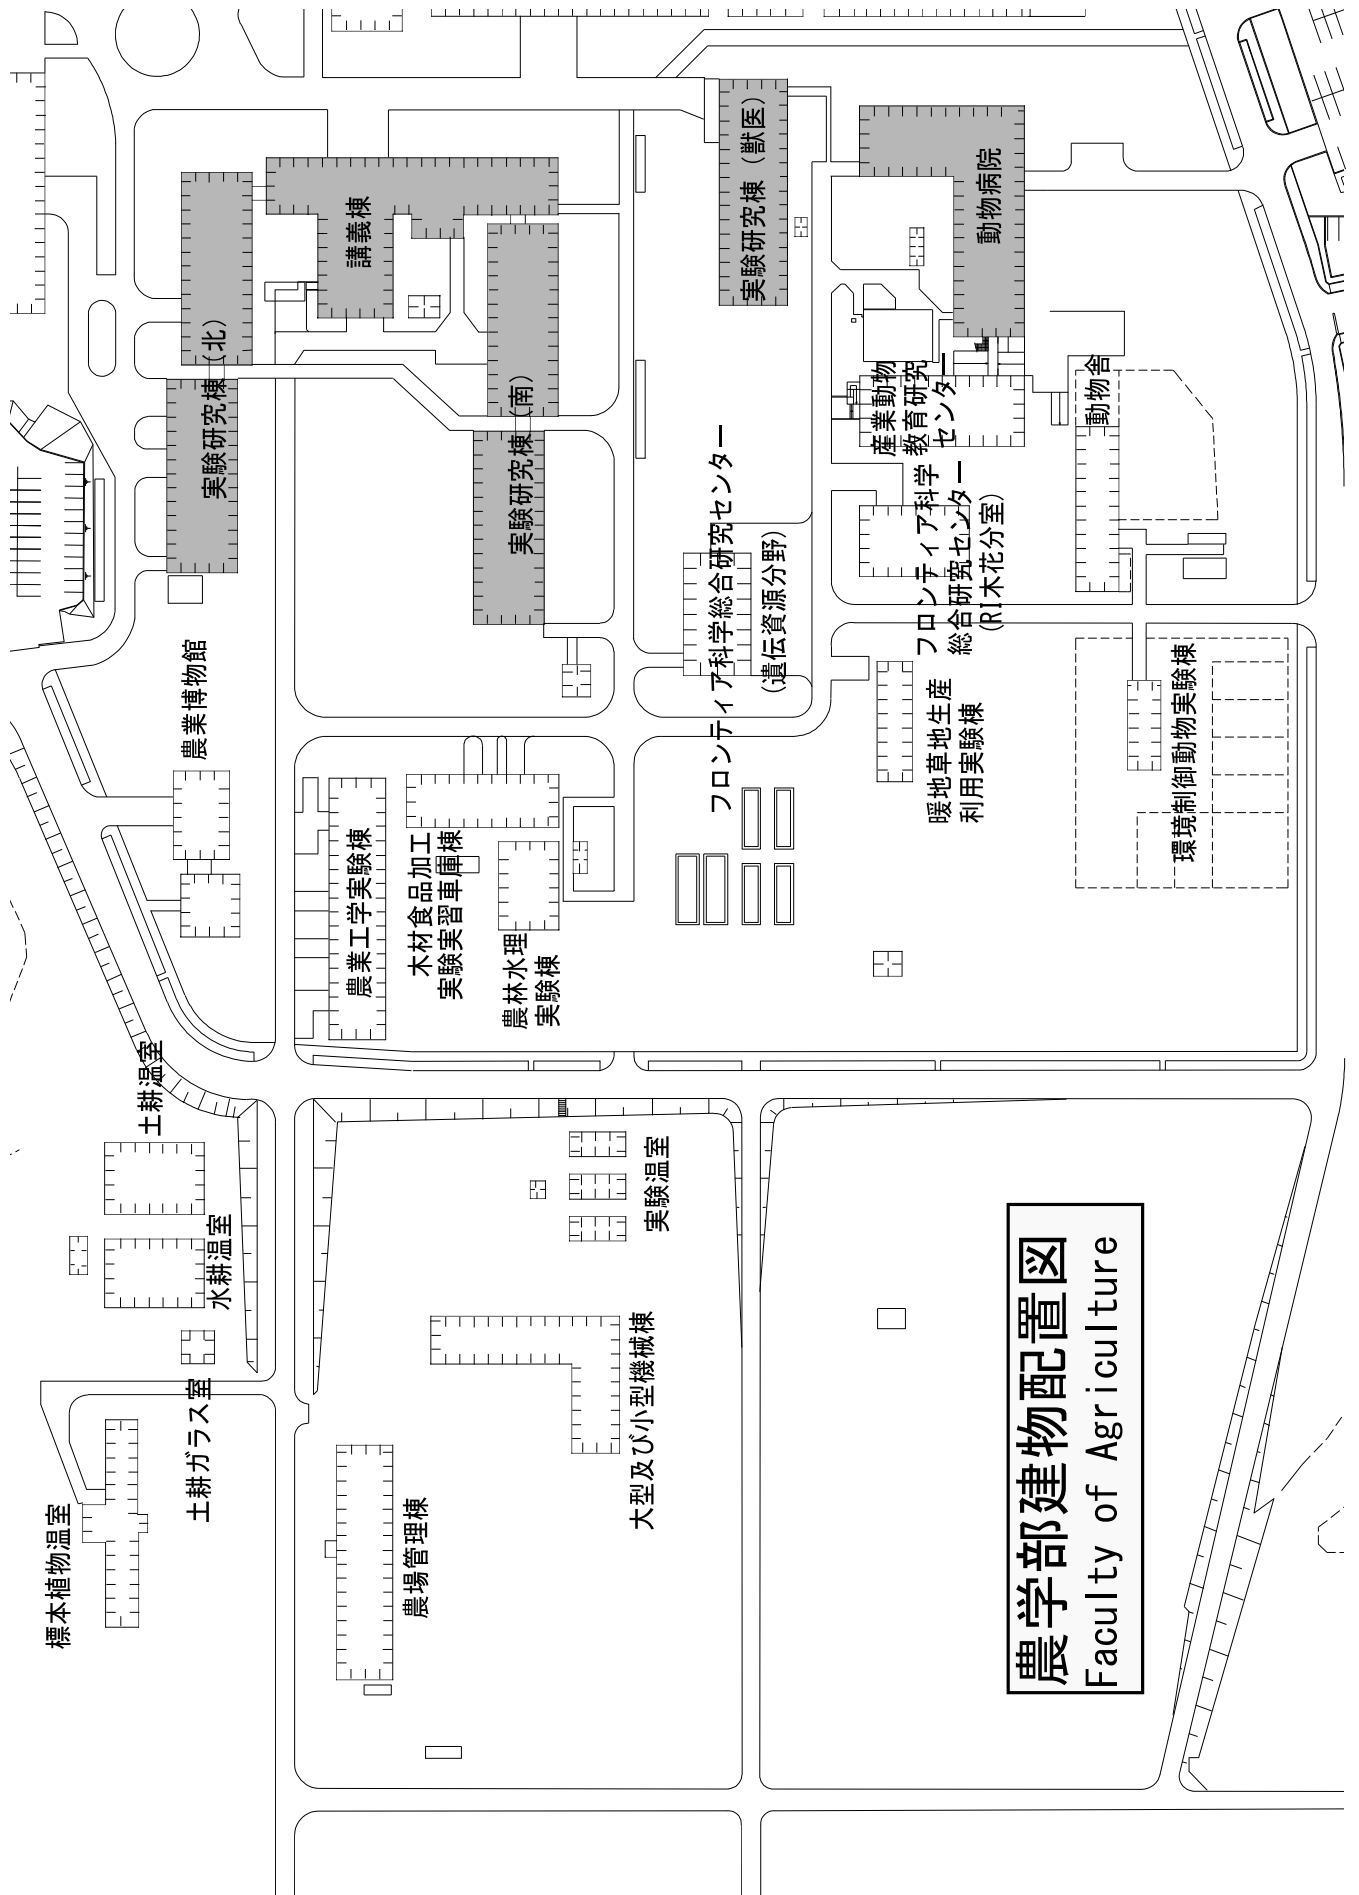 農学部建物配置図
Faculty of Agriculture
標本植物温室
土耕温室
水耕温室
土耕ガラス室
農業博物館
実験研究棟（北）
講義棟
農業工学実験棟
農場管理棟
木材食品加工
実験実習車庫棟
農林水理
実験棟
実験研究棟（南）
実験温室
大型及び小型機械棟
実験研究棟（獣医）
フロンティア科学総合研究センター
（遺伝資源分野）
産業動物
教育研究
センター
フロンティア科学
総合研究センター
(RI木花分室)
暖地草地生産
利用実験棟
動物病院
動物舎
環境制御動物実験棟